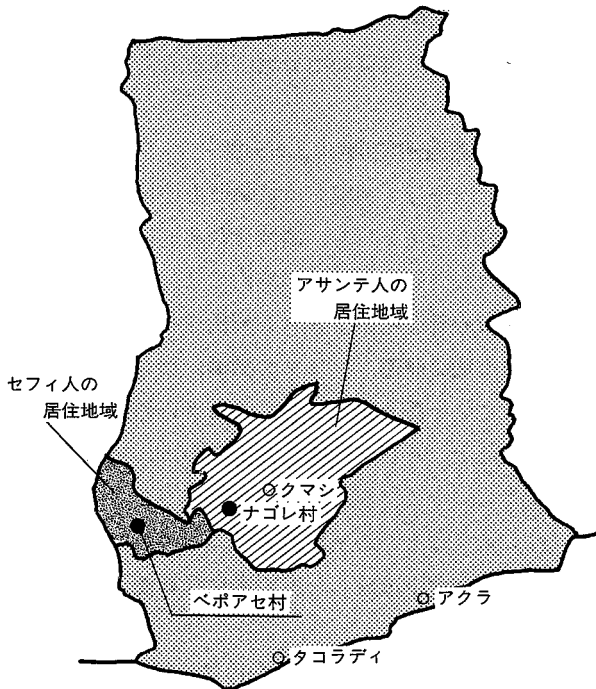 アサンテ人の
居住地域
セフィ人の
居住地域
クマシ
ナゴレ村
ベポアセ村
アクラ
タコラディ